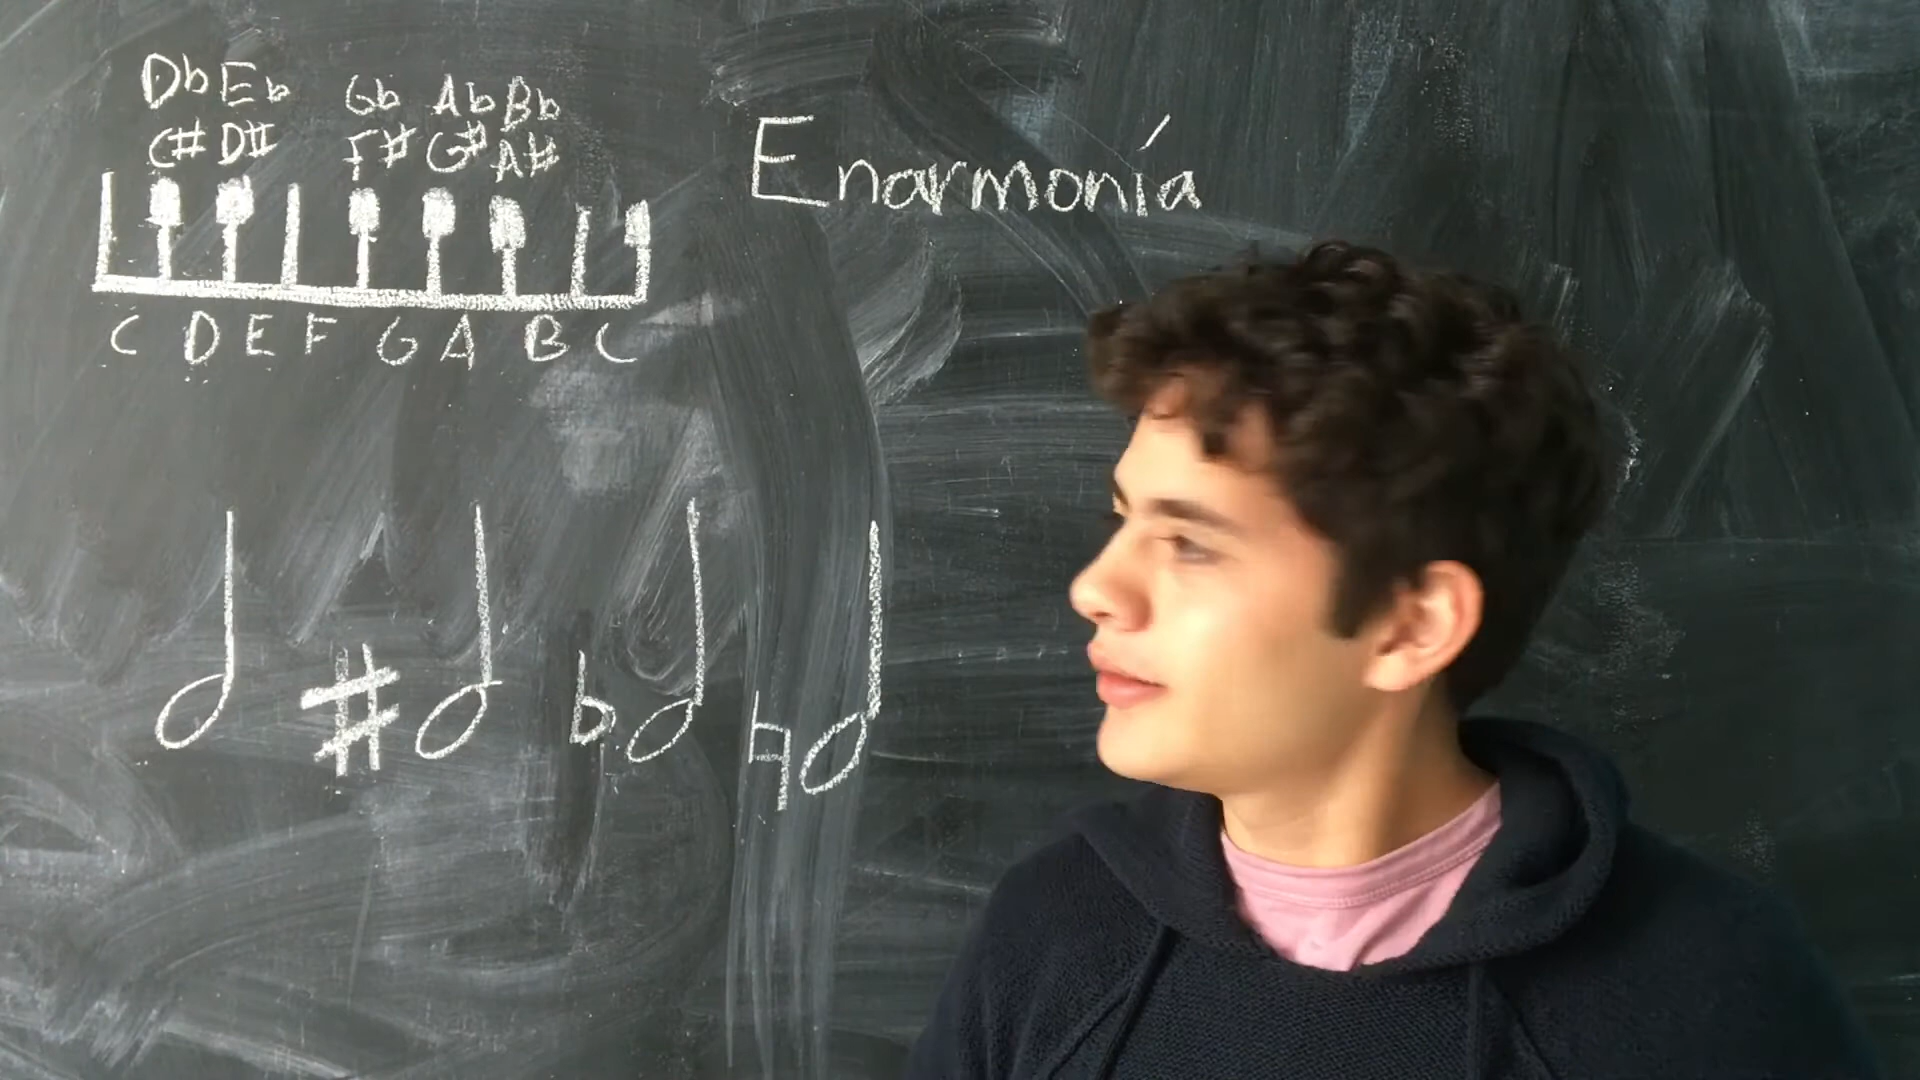 Db Eb Gb Ab Bb
C# D# F# G# A#
Enarmonía
C D E F G A B C
# b ♮